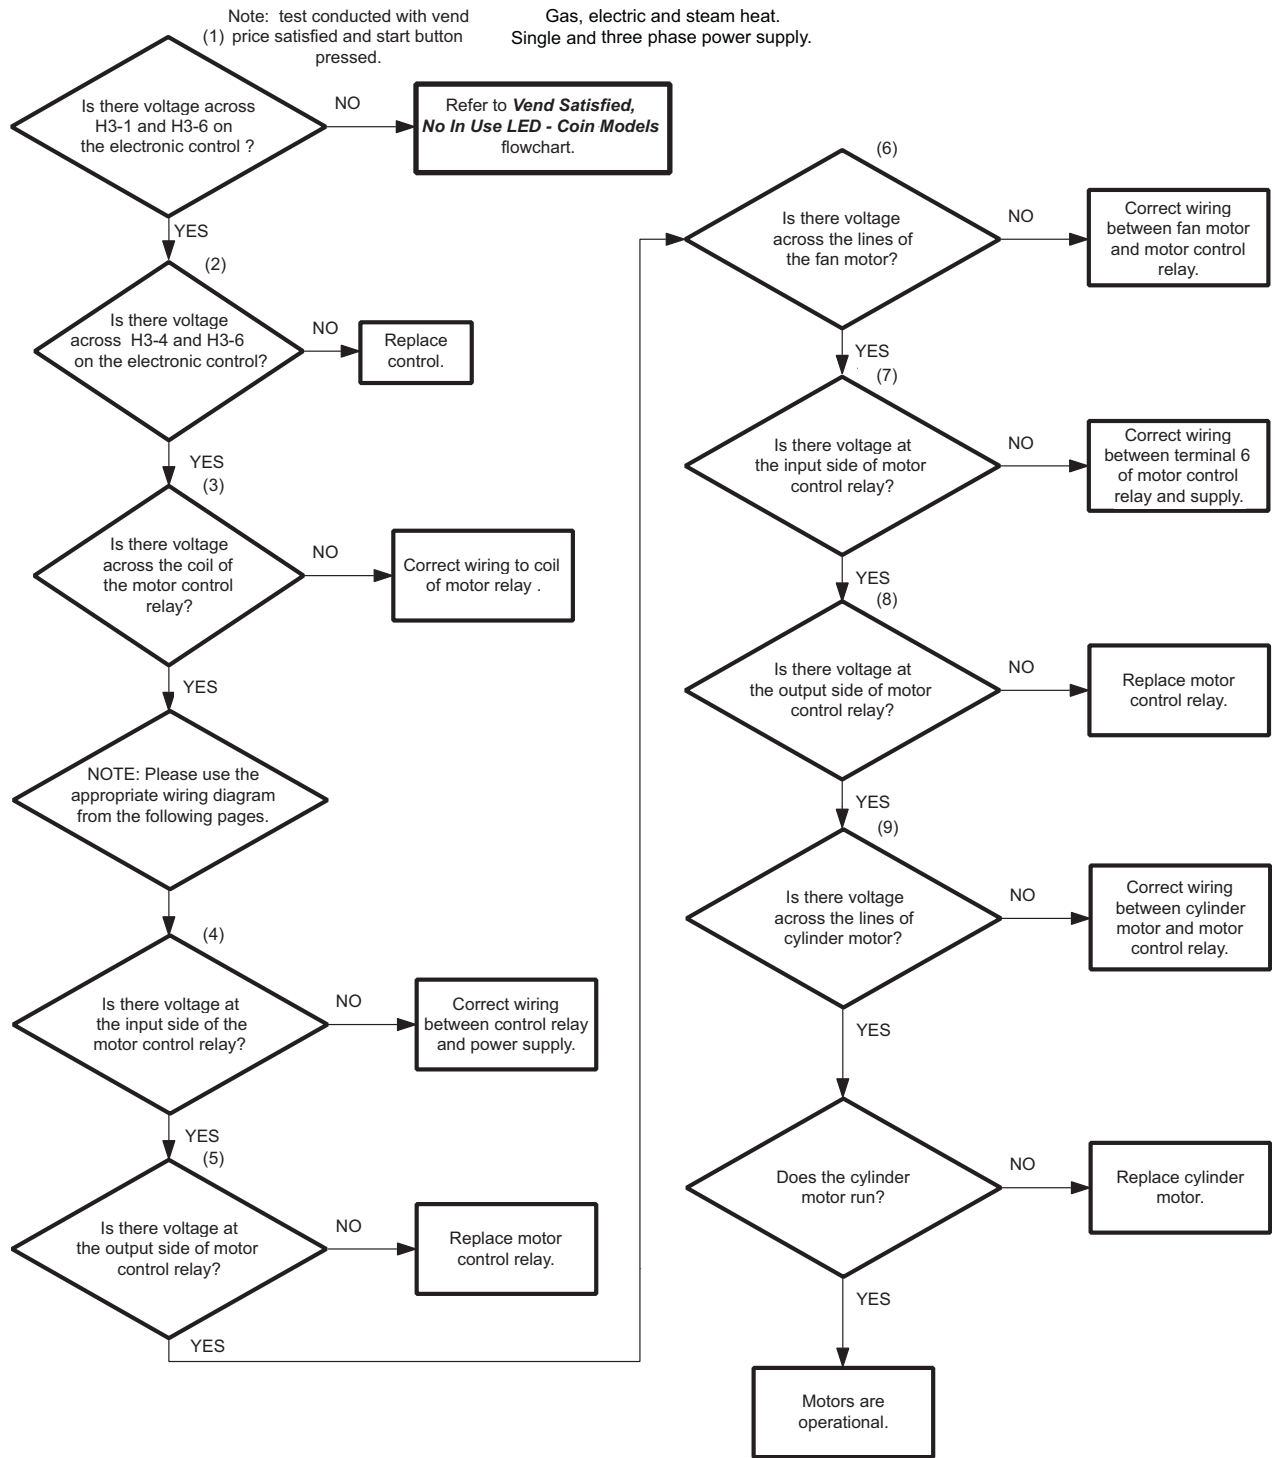 Note: test conducted with vend
(1) price satisfied and start button
pressed.
Gas, electric and steam heat.
Single and three phase power supply.
Is there voltage across
H3-1 and H3-6 on
the electronic control ?
NO
Refer to Vend Satisfied,
No In Use LED - Coin Models
flowchart.
YES
(2)
Is there voltage
across H3-4 and H3-6
on the electronic control?
NO
Replace
control.
YES
(3)
Is there voltage
across the coil of
the motor control
relay?
NO
Correct wiring to coil
of motor relay .
YES
NOTE: Please use the
appropriate wiring diagram
from the following pages.
(4)
Is there voltage at
the input side of the
motor control relay?
NO
Correct wiring
between control relay
and power supply.
YES
(5)
Is there voltage at
the output side of motor
control relay?
NO
Replace motor
control relay.
YES
(6)
Is there voltage
across the lines of
the fan motor?
NO
Correct wiring
between fan motor
and motor control
relay.
YES
(7)
Is there voltage at
the input side of motor
control relay?
NO
Correct wiring
between terminal 6
of motor control
relay and supply.
YES
(8)
Is there voltage at
the output side of motor
control relay?
NO
Replace motor
control relay.
YES
(9)
Is there voltage
across the lines of
cylinder motor?
NO
Correct wiring
between cylinder
motor and motor
control relay.
YES
Does the cylinder
motor run?
NO
Replace cylinder
motor.
YES
Motors are
operational.